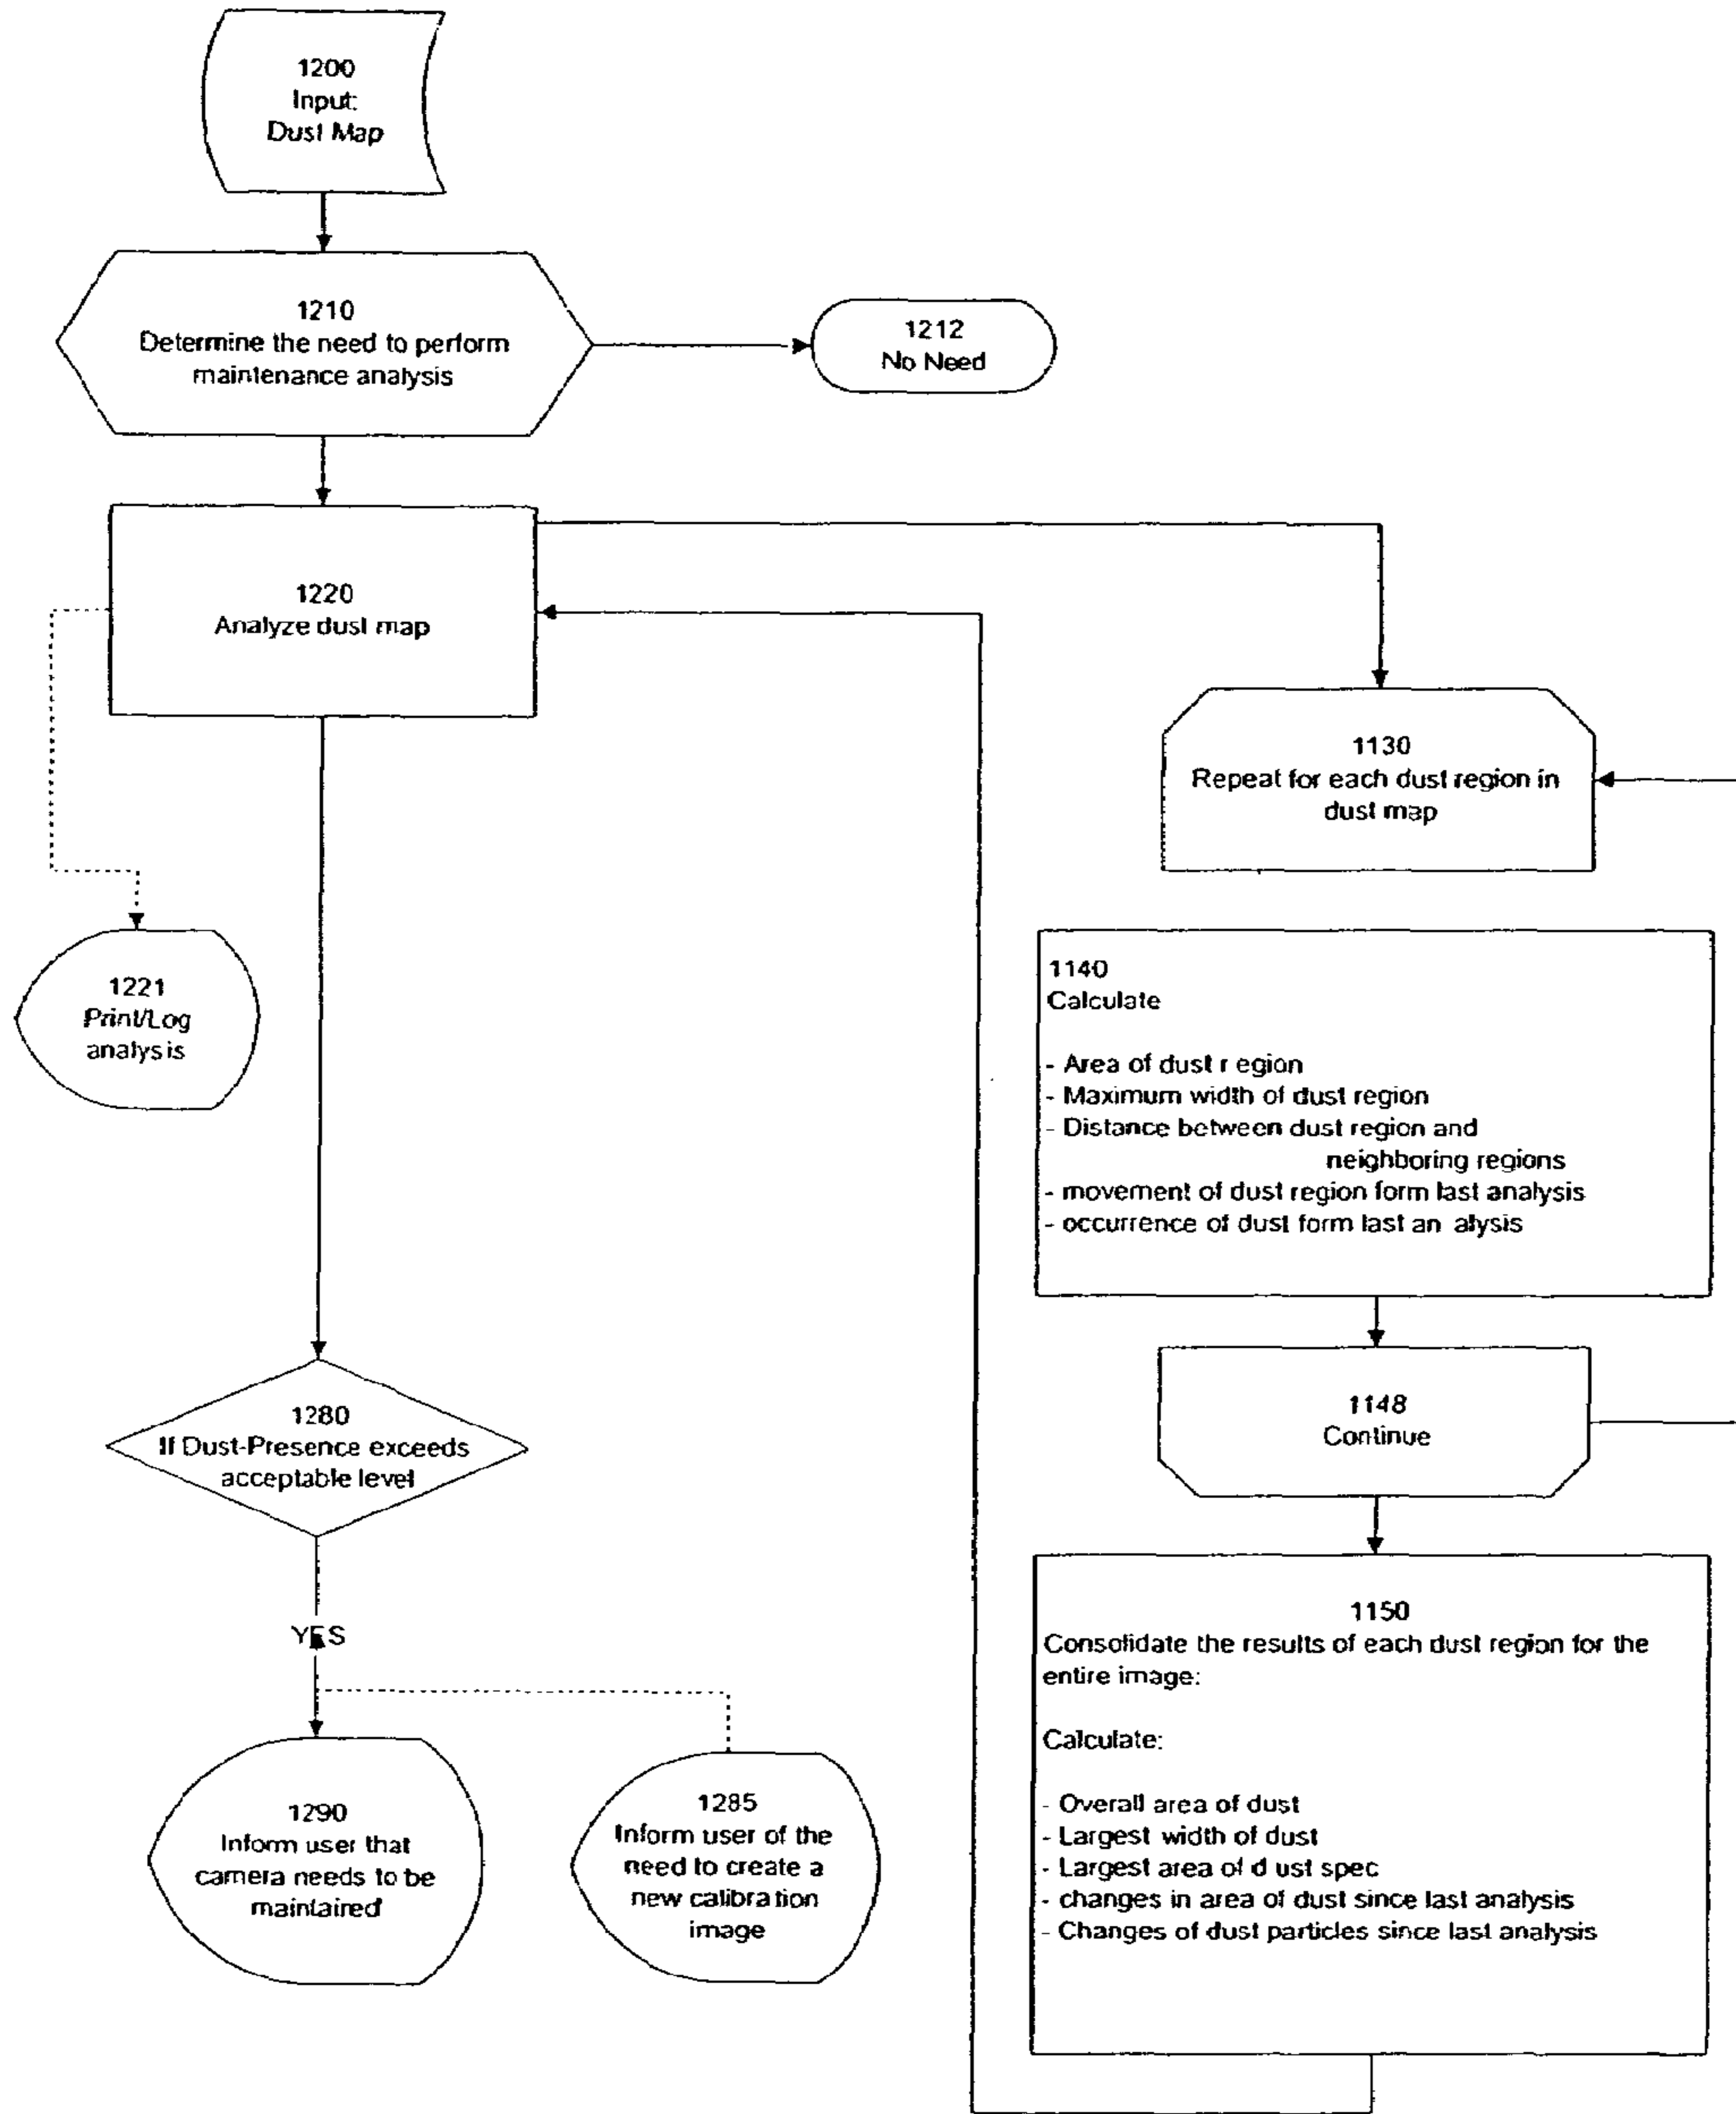 1200
Input:
Dust Map
1210
Determine the need to perform
maintenance analysis
1212
No Need
1220
Analyze dust map
1130
Repeat for each dust region in
dust map
1221
Print/Log
analysis
1140
Calculate
- Area of dust r egion
- Maximum width of dust region
- Distance between dust region and
neighboring regions
- movement of dust region form last analysis
- occurrence of dust form last an alysis
1280
If Dust-Presence exceeds
acceptable level
1148
Continue
YES
1150
Consolidate the results of each dust region for the
entire image:
Calculate:
- Overall area of dust
- Largest width of dust
- Largest area of d ust spec
- changes in area of dust since last analysis
- Changes of dust particles since last analysis
1290
Inform user that
camera needs to be
maintained
1285
Inform user of the
need to create a
new calibration
image